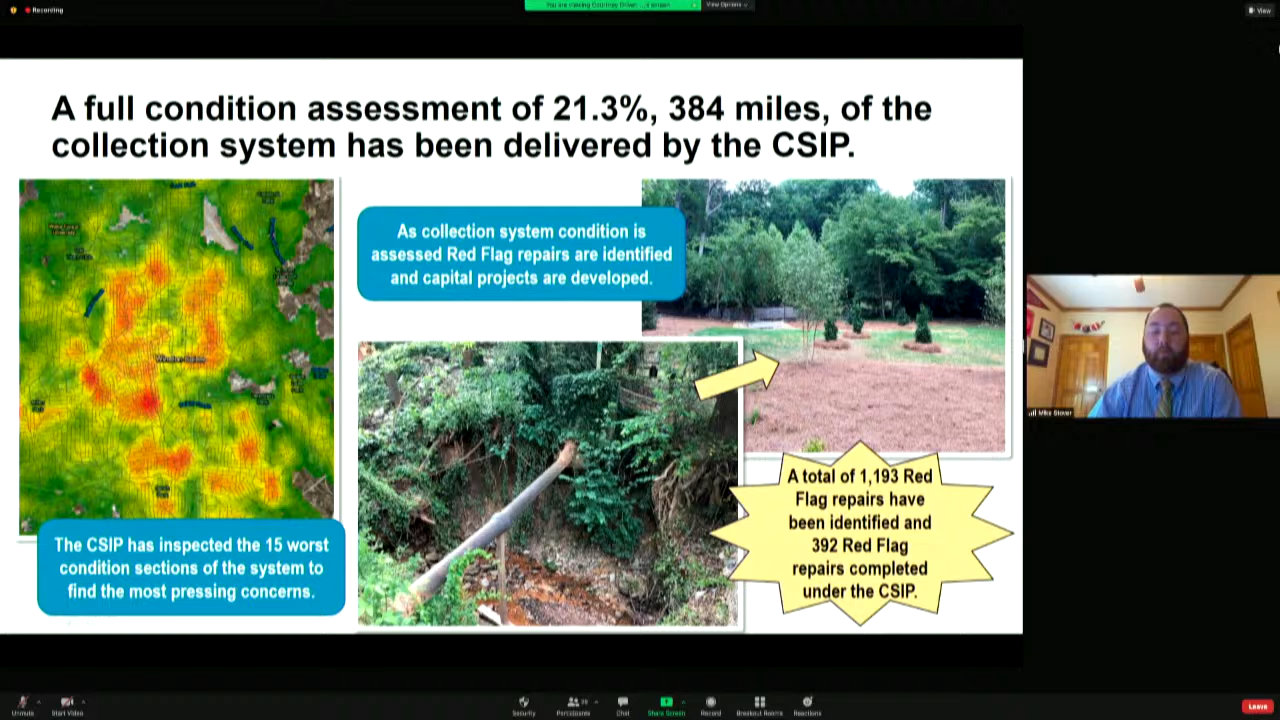 Recording
You are viewing Courtney Driver... s screen
View Options
View
A full condition assessment of 21.3%, 384 miles, of the
collection system has been delivered by the CSIP.
As collection system condition is
assessed Red Flag repairs are identified
and capital projects are developed.
Winston-Salem
The CSIP has inspected the 15 worst
condition sections of the system to
find the most pressing concerns.
A total of 1,193 Red
Flag repairs have
been identified and
392 Red Flag
repairs completed
under the CSIP.
Mike Stover
Unmute
Start Video
Security
Participants
Chat
Share Screen
Record
Breakout Rooms
Reactions
Leave